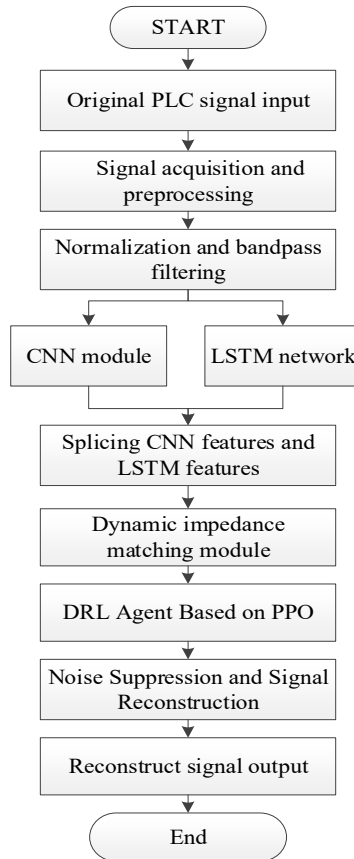 START
Original PLC signal input
Signal acquisition and
preprocessing
Normalization and bandpass
filtering
CNN module
LSTM network
Splicing CNN features and
LSTM features
Dynamic impedance
matching module
DRL Agent Based on PPO
Noise Suppression and Signal
Reconstruction
Reconstruct signal output
End